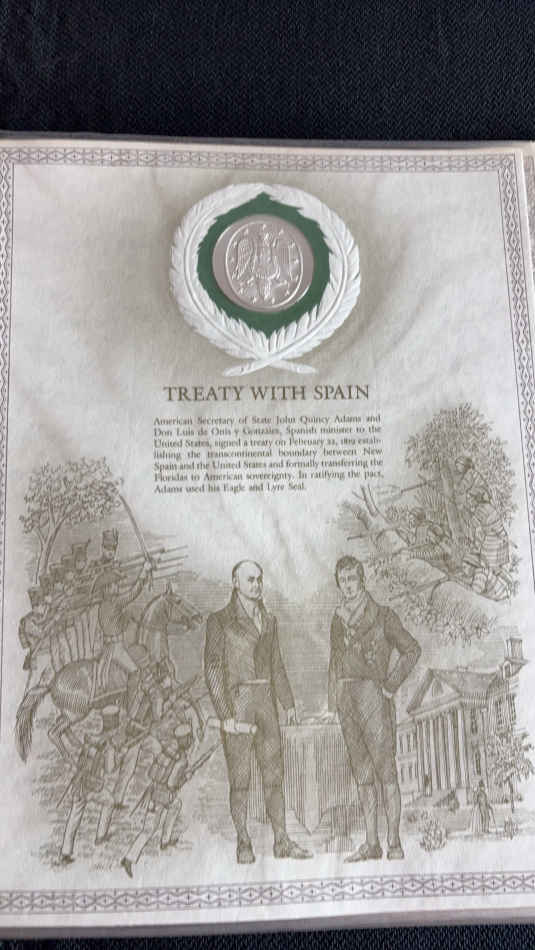 TREATY WITH SPAIN
American Secretary of State John Quincy Adams and
Don Luis de Onis y Gonzales, Spanish minister to the
United States, signed a treaty on February 22, 1819 estab-
lishing the transcontinental boundary between New
Spain and the United States and formally transferring the
Floridas to American sovereignty. In ratifying the pact,
Adams used his Eagle and Lyre Seal.